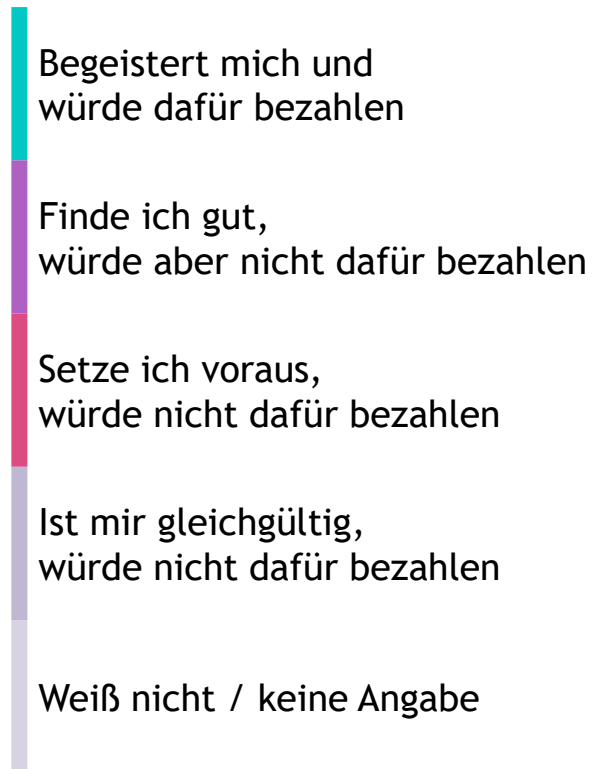 Begeistert mich und
würde dafür bezahlen
Finde ich gut,
würde aber nicht dafür bezahlen
Setze ich voraus,
würde nicht dafür bezahlen
Ist mir gleichgültig,
würde nicht dafür bezahlen
Weiß nicht / keine Angabe